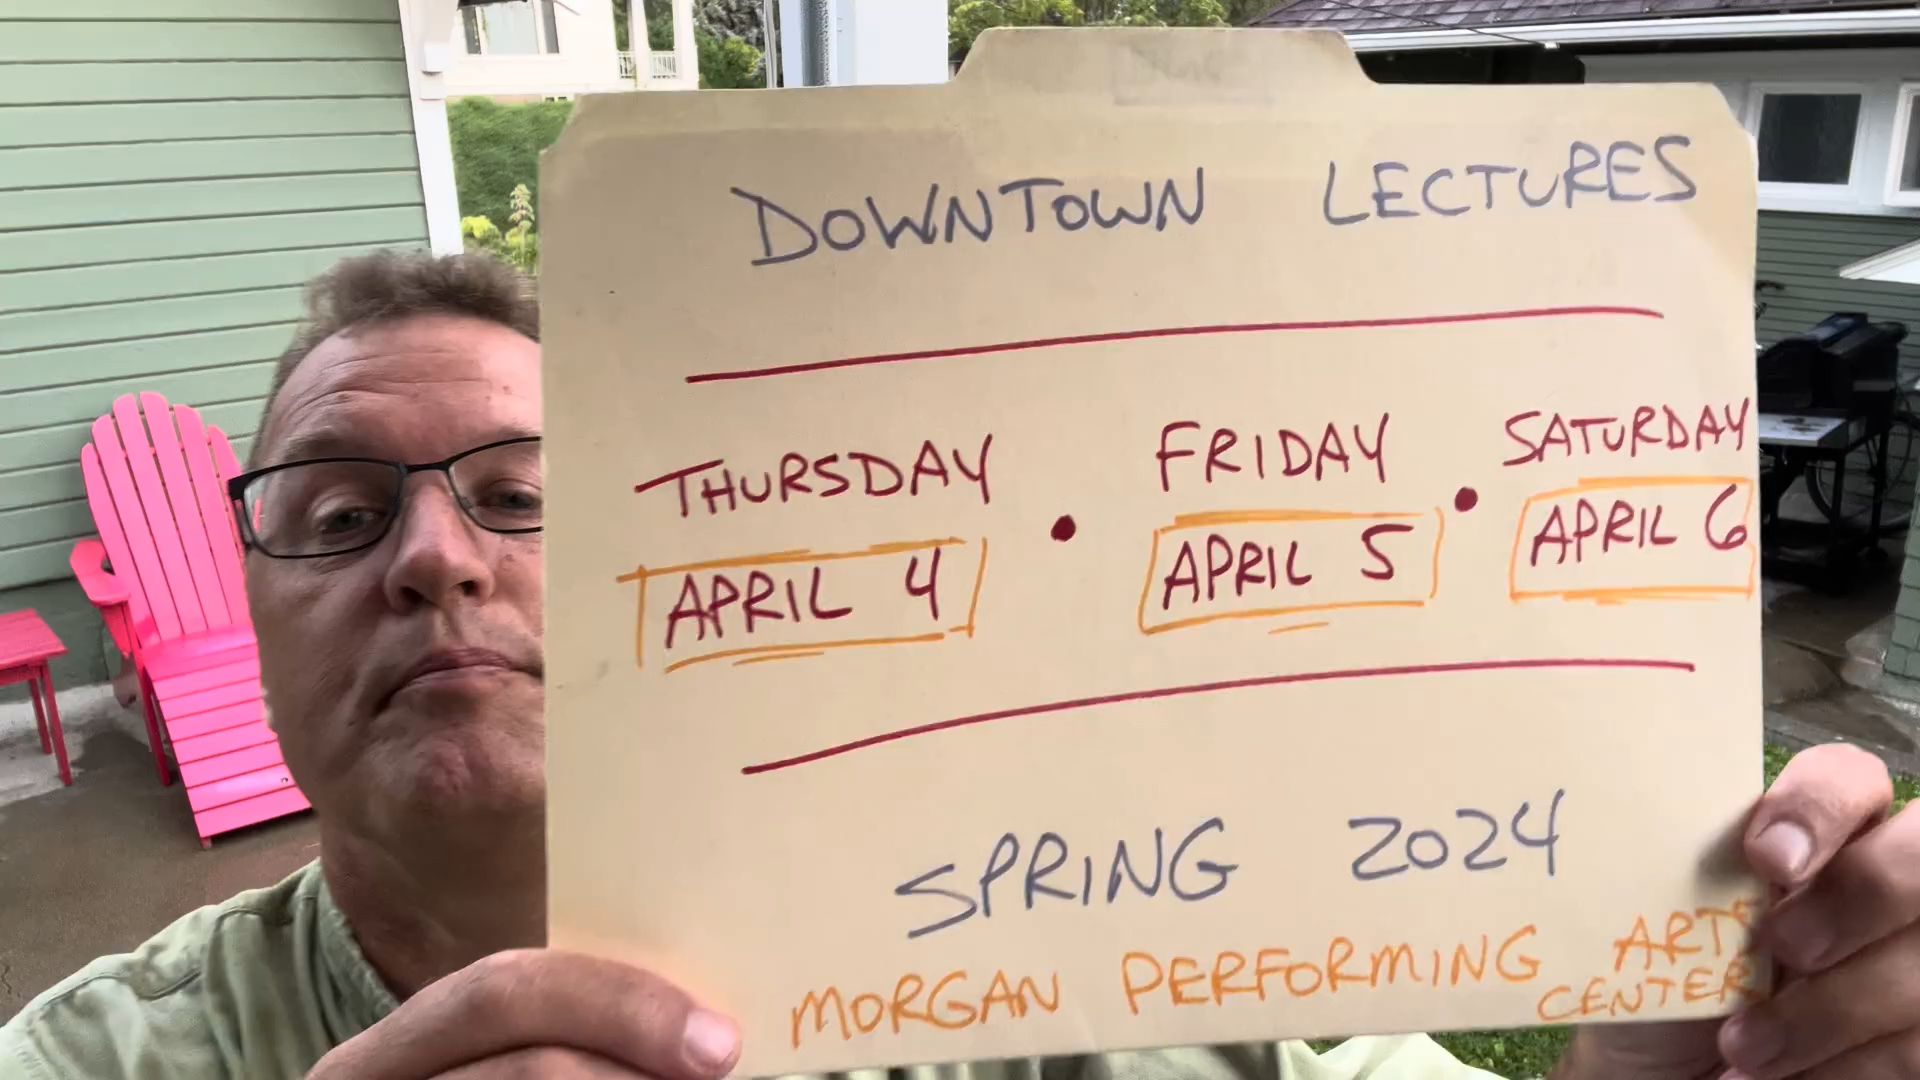 DOWNTOWN LECTURES
THURSDAY • FRIDAY • SATURDAY
APRIL 4 APRIL 5 APRIL 6
SPRING 2024
MORGAN PERFORMING ARTS
CENTER